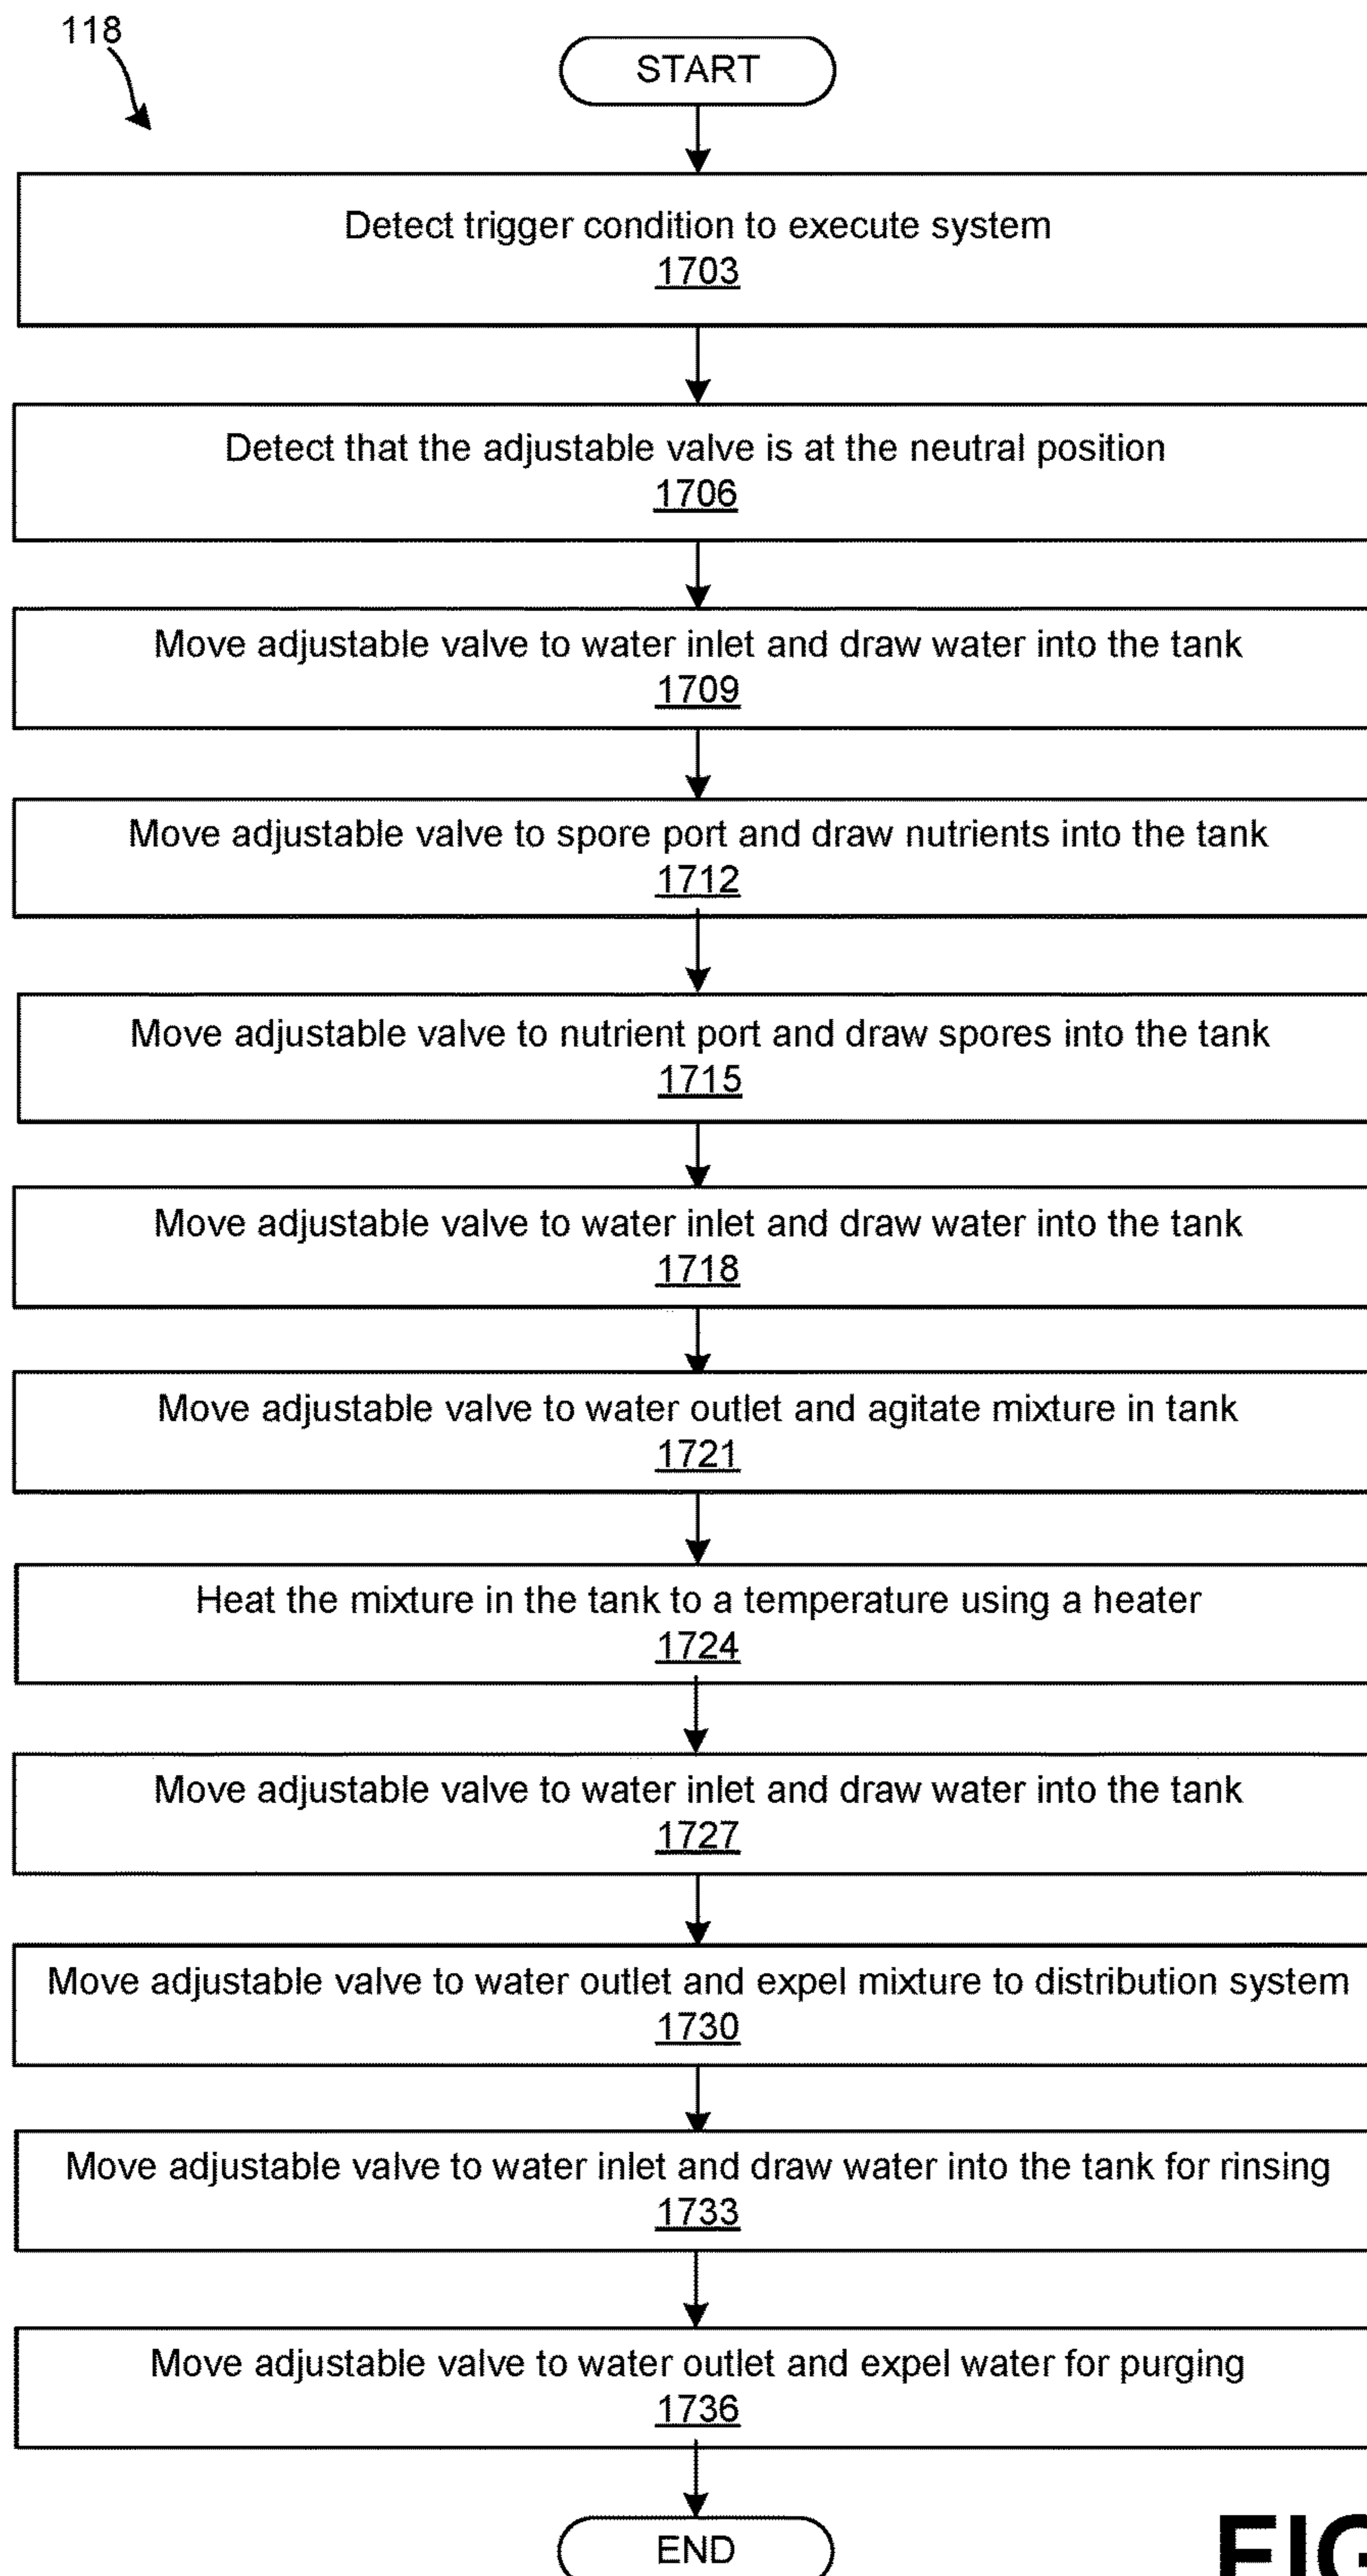 118
START
Detect trigger condition to execute system
1703
Detect that the adjustable valve is at the neutral position
1706
Move adjustable valve to water inlet and draw water into the tank
1709
Move adjustable valve to spore port and draw nutrients into the tank
1712
Move adjustable valve to nutrient port and draw spores into the tank
1715
Move adjustable valve to water inlet and draw water into the tank
1718
Move adjustable valve to water outlet and agitate mixture in tank
1721
Heat the mixture in the tank to a temperature using a heater
1724
Move adjustable valve to water inlet and draw water into the tank
1727
Move adjustable valve to water outlet and expel mixture to distribution system
1730
Move adjustable valve to water inlet and draw water into the tank for rinsing
1733
Move adjustable valve to water outlet and expel water for purging
1736
END